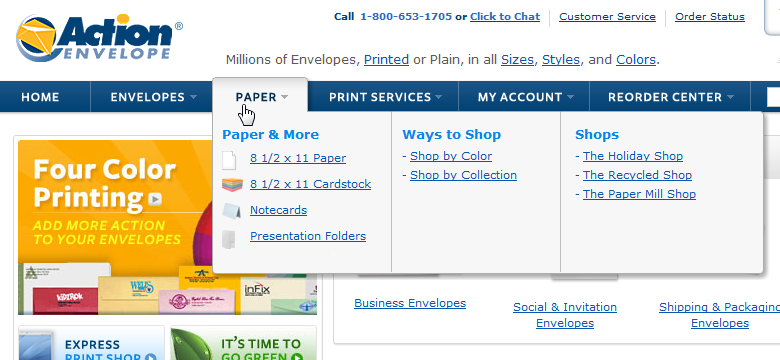 Call 1-800-653-1705 or Click to Chat
Customer Service
Order Status
Action®
ENVELOPE
Millions of Envelopes, Printed or Plain, in all Sizes, Styles, and Colors.
HOME
ENVELOPES
PAPER
PRINT SERVICES
MY ACCOUNT
REORDER CENTER
Paper & More
8 1/2 x 11 Paper
8 1/2 x 11 Cardstock
Notecards
Presentation Folders
Ways to Shop
- Shop by Color
- Shop by Collection
Shops
- The Holiday Shop
- The Recycled Shop
- The Paper Mill Shop
Four Color
Printing
ADD MORE ACTION
TO YOUR ENVELOPES
inFix
Business Envelopes
Social & Invitation
Envelopes
Shipping & Packaging
Envelopes
EXPRESS
PRINT SHOP
IT'S TIME TO
GO GREEN